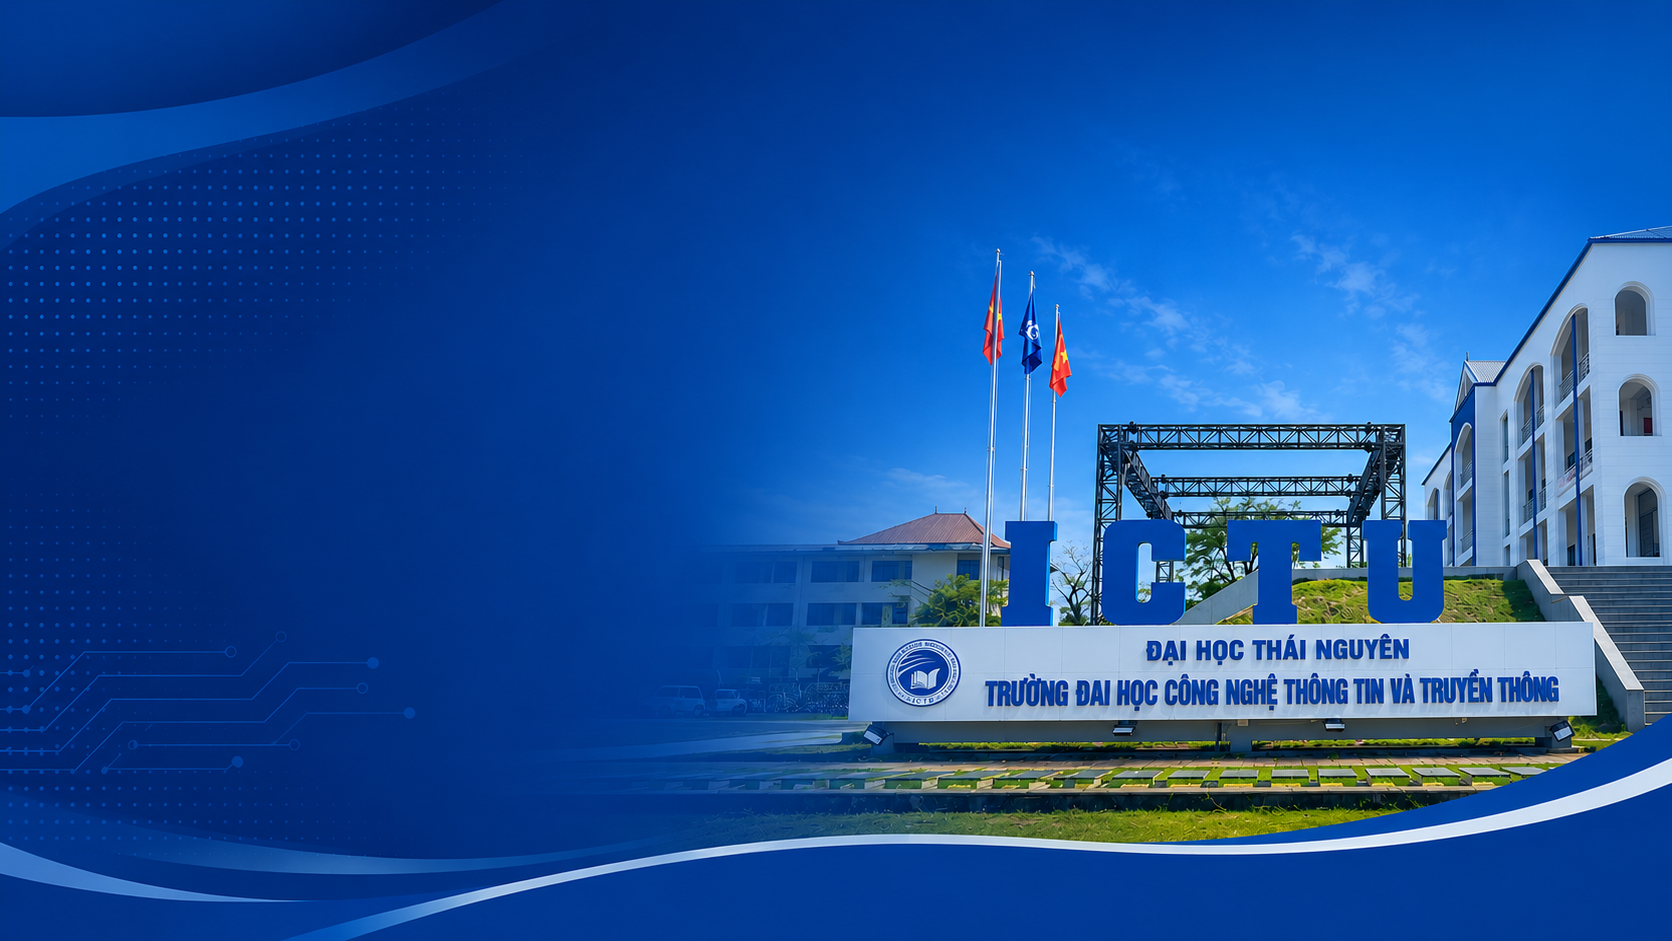 ICTU
ĐẠI HỌC THÁI NGUYÊN
TRƯỜNG ĐẠI HỌC CÔNG NGHỆ THÔNG TIN VÀ TRUYỀN THÔNG